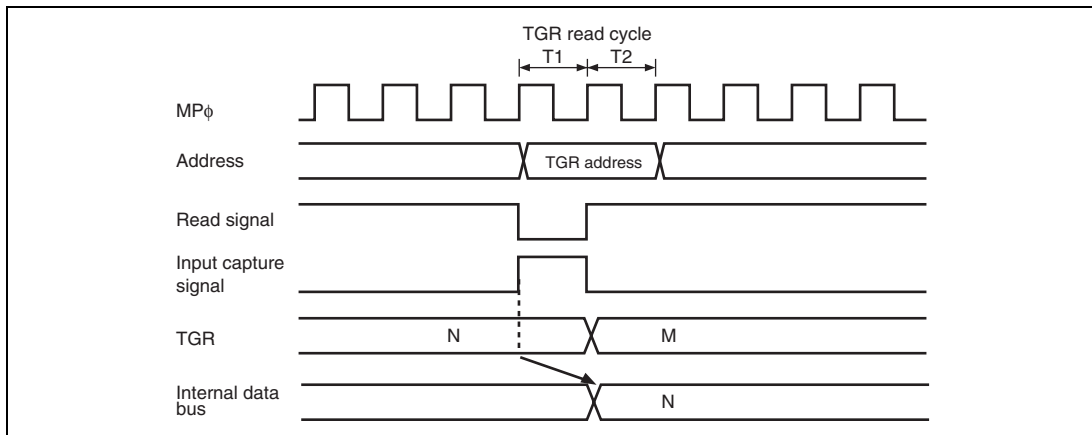 TGR read cycle
T1 T2
MPϕ
Address
TGR address
Read signal
Input capture
signal
TGR
N M
Internal data
bus
N